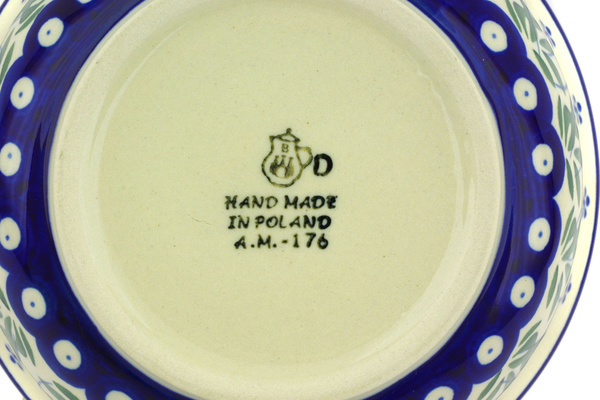 B
D
HAND MADE
IN POLAND
A.M.-176